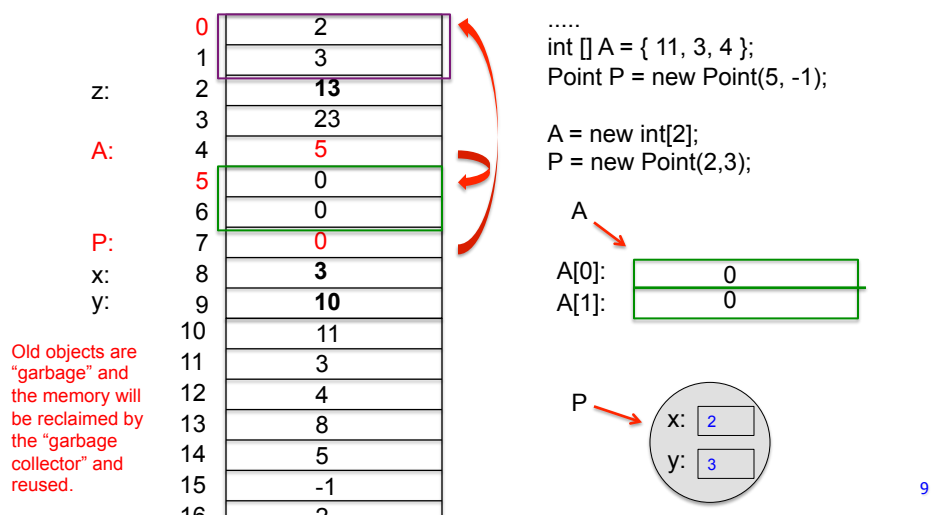 0 2
1 3
z: 2 13
3 23
A: 4 5
5 0
6 0
P: 7 0
x: 8 3
y: 9 10
10 11
11 3
12 4
13 8
14 5
15 -1
Old objects are
“garbage” and
the memory will
be reclaimed by
the “garbage
collector” and
reused.
.....
int [] A = { 11, 3, 4 };
Point P = new Point(5, -1);
A = new int[2];
P = new Point(2,3);
A
A[0]: 0
A[1]: 0
P
x: 2
y: 3
9